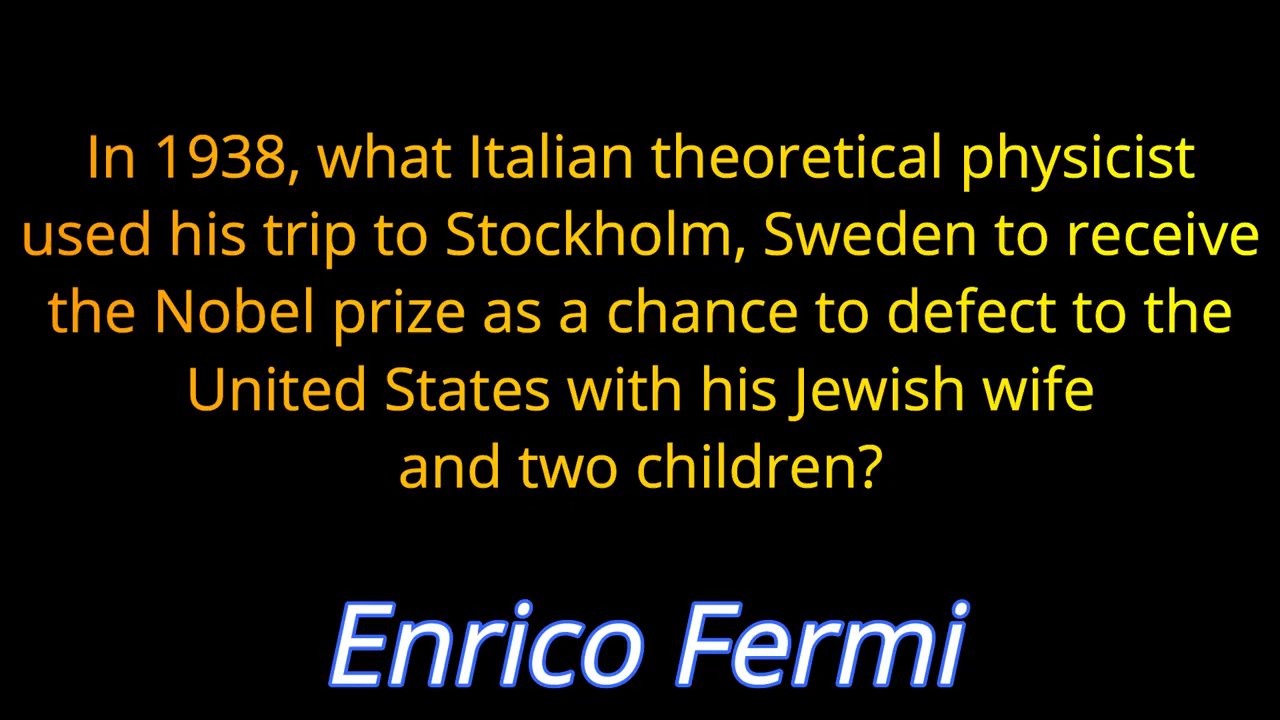 In 1938, what Italian theoretical physicist
used his trip to Stockholm, Sweden to receive
the Nobel prize as a chance to defect to the
United States with his Jewish wife
and two children?
Enrico Fermi